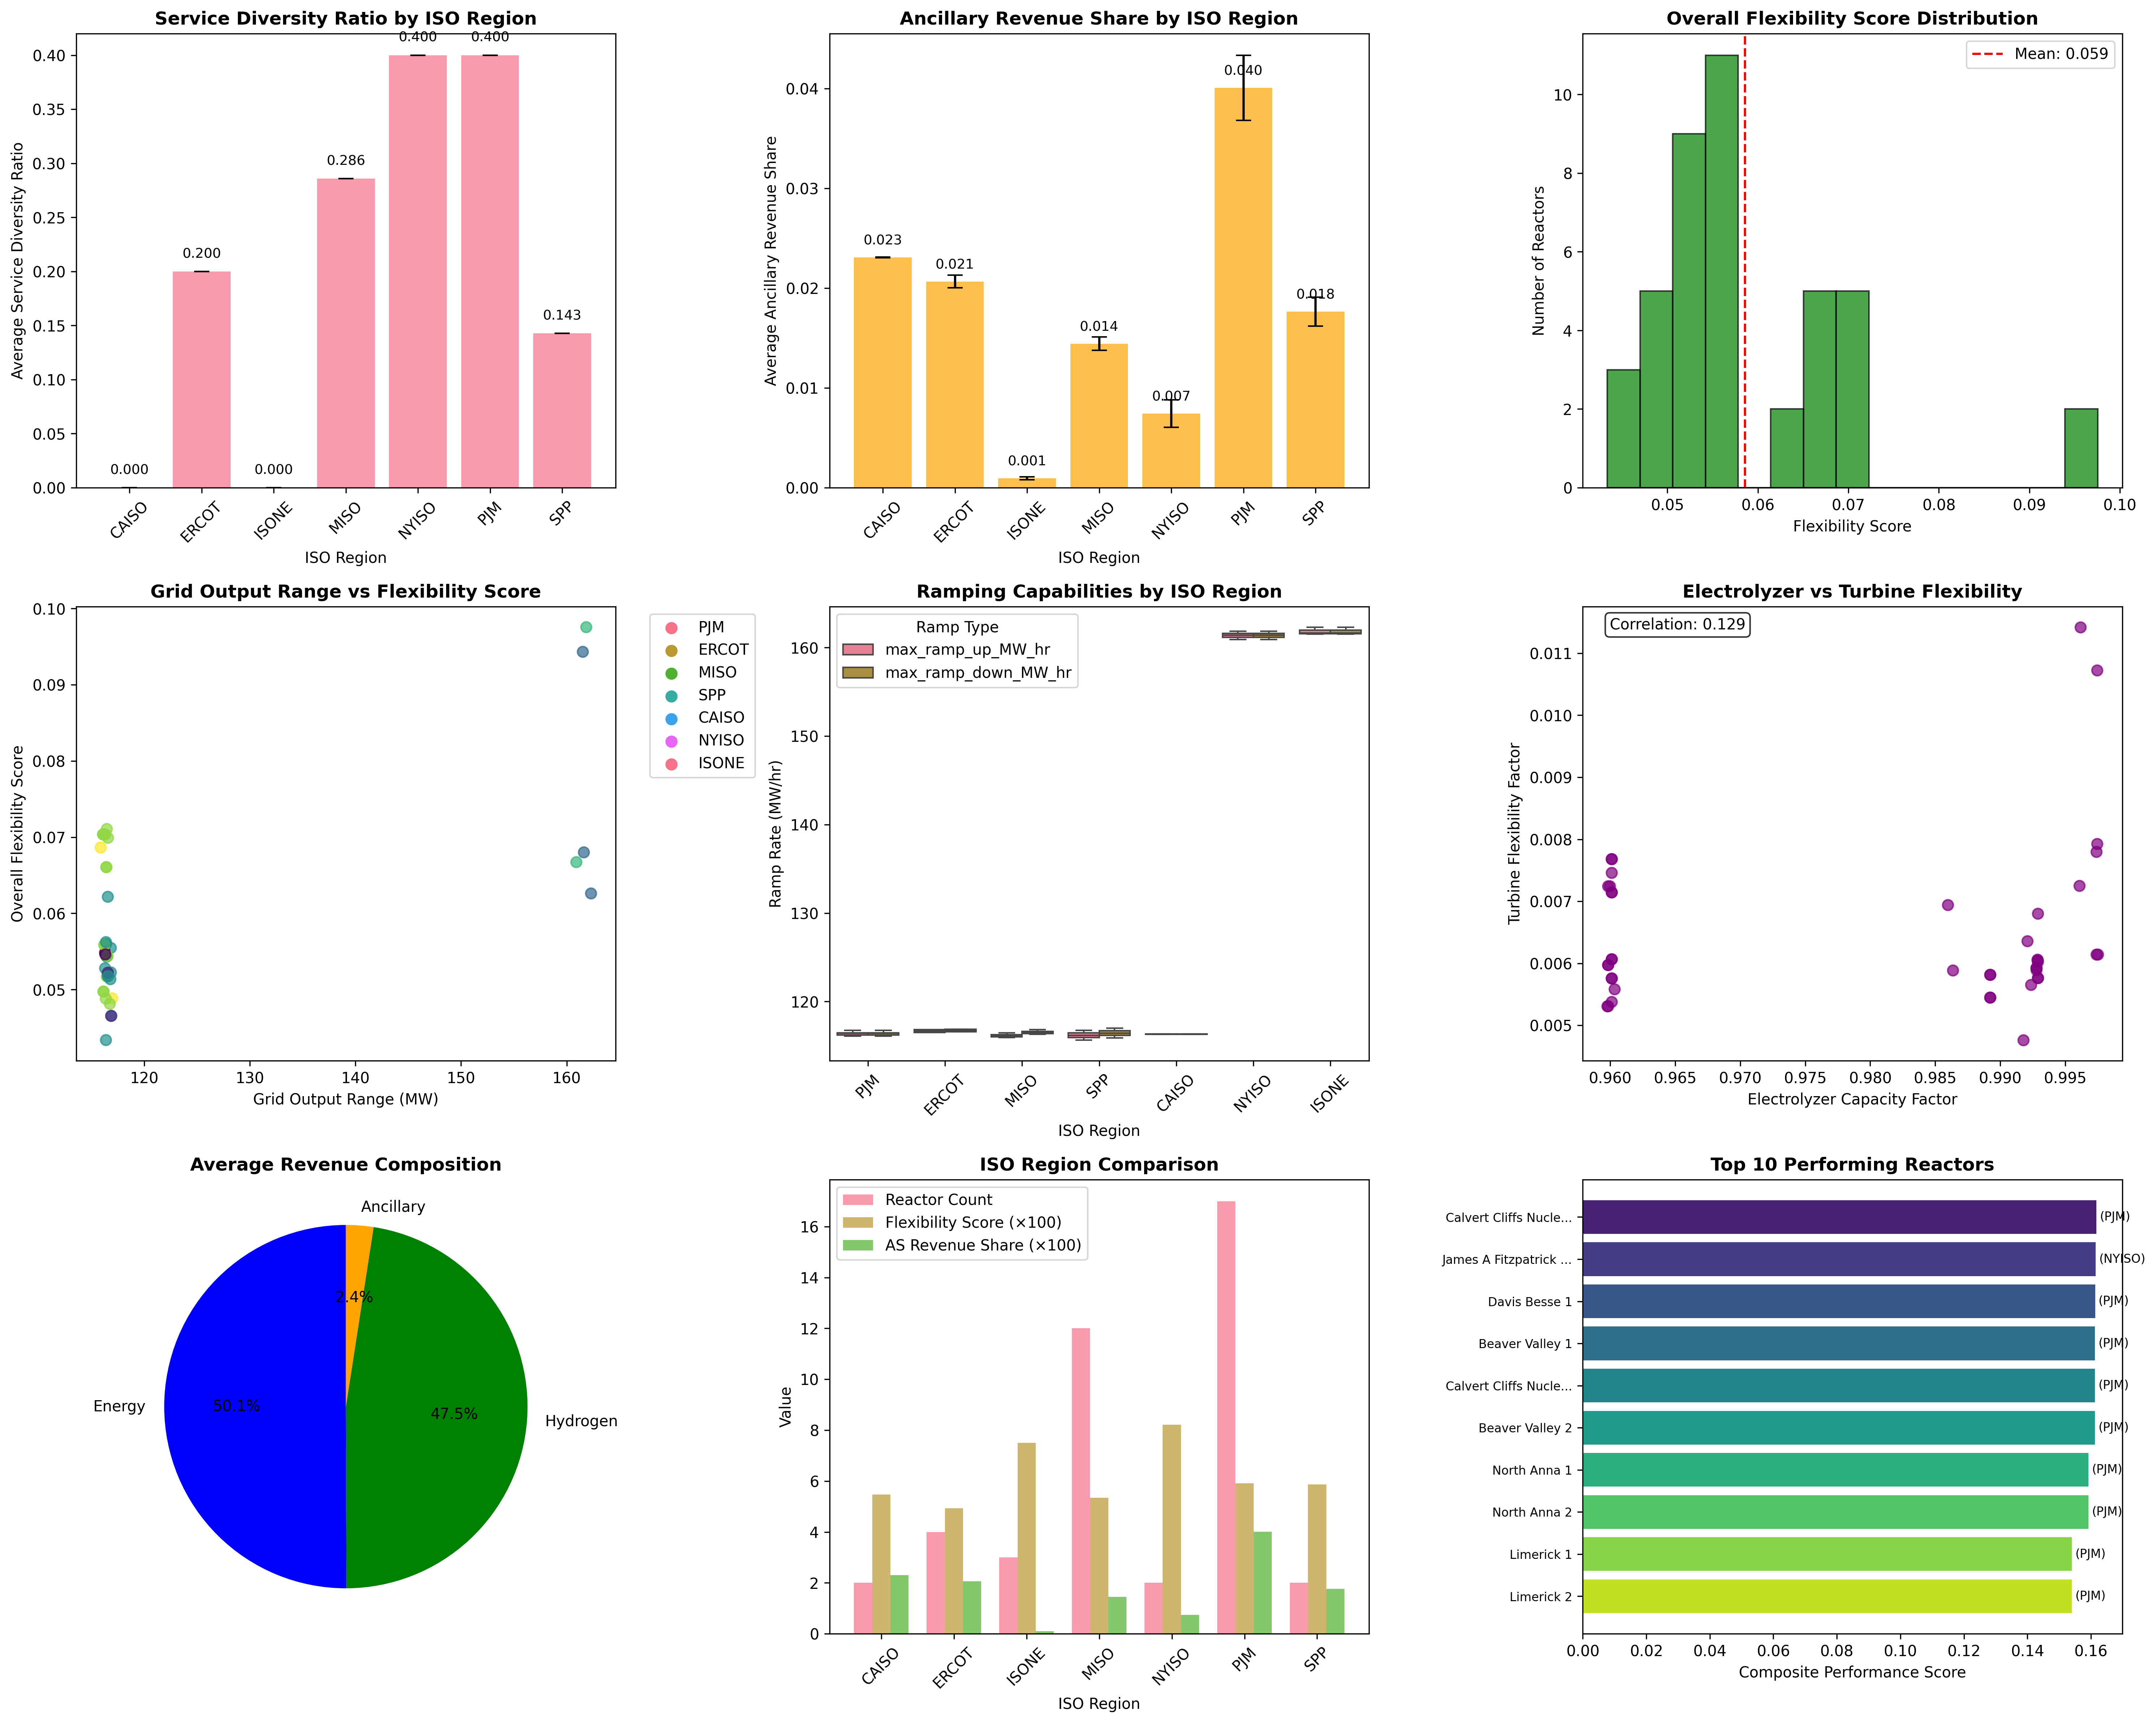 Service Diversity Ratio by ISO Region
Average Service Diversity Ratio
0.40
0.35
0.30
0.25
0.20
0.15
0.10
0.05
0.00
0.000
0.200
0.000
0.286
0.400
0.400
0.143
CAISO
ERCOT
ISONE
MISO
NYISO
PJM
SPP
ISO Region
Ancillary Revenue Share by ISO Region
Average Ancillary Revenue Share
0.04
0.03
0.02
0.01
0.00
0.023
0.021
0.001
0.014
0.007
0.040
0.018
CAISO
ERCOT
ISONE
MISO
NYISO
PJM
SPP
ISO Region
Overall Flexibility Score Distribution
Mean: 0.059
Number of Reactors
10
8
6
4
2
0
0.05
0.06
0.07
0.08
0.09
0.10
Flexibility Score
Grid Output Range vs Flexibility Score
Overall Flexibility Score
0.10
0.09
0.08
0.07
0.06
0.05
120
130
140
150
160
Grid Output Range (MW)
PJM
ERCOT
MISO
SPP
CAISO
NYISO
ISONE
Ramping Capabilities by ISO Region
Ramp Type
max_ramp_up_MW_hr
max_ramp_down_MW_hr
Ramp Rate (MW/hr)
160
150
140
130
120
PJM
ERCOT
MISO
SPP
CAISO
NYISO
ISONE
ISO Region
Electrolyzer vs Turbine Flexibility
Correlation: 0.129
Turbine Flexibility Factor
0.011
0.010
0.009
0.008
0.007
0.006
0.005
0.960
0.965
0.970
0.975
0.980
0.985
0.990
0.995
Electrolyzer Capacity Factor
Average Revenue Composition
Ancillary
2.4%
Energy
50.1%
47.5%
Hydrogen
ISO Region Comparison
Reactor Count
Flexibility Score (×100)
AS Revenue Share (×100)
Value
16
14
12
10
8
6
4
2
0
CAISO
ERCOT
ISONE
MISO
NYISO
PJM
SPP
ISO Region
Top 10 Performing Reactors
Calvert Cliffs Nucle... (PJM)
James A Fitzpatrick ... (NYISO)
Davis Besse 1 (PJM)
Beaver Valley 1 (PJM)
Calvert Cliffs Nucle... (PJM)
Beaver Valley 2 (PJM)
North Anna 1 (PJM)
North Anna 2 (PJM)
Limerick 1 (PJM)
Limerick 2 (PJM)
0.00
0.02
0.04
0.06
0.08
0.10
0.12
0.14
0.16
Composite Performance Score